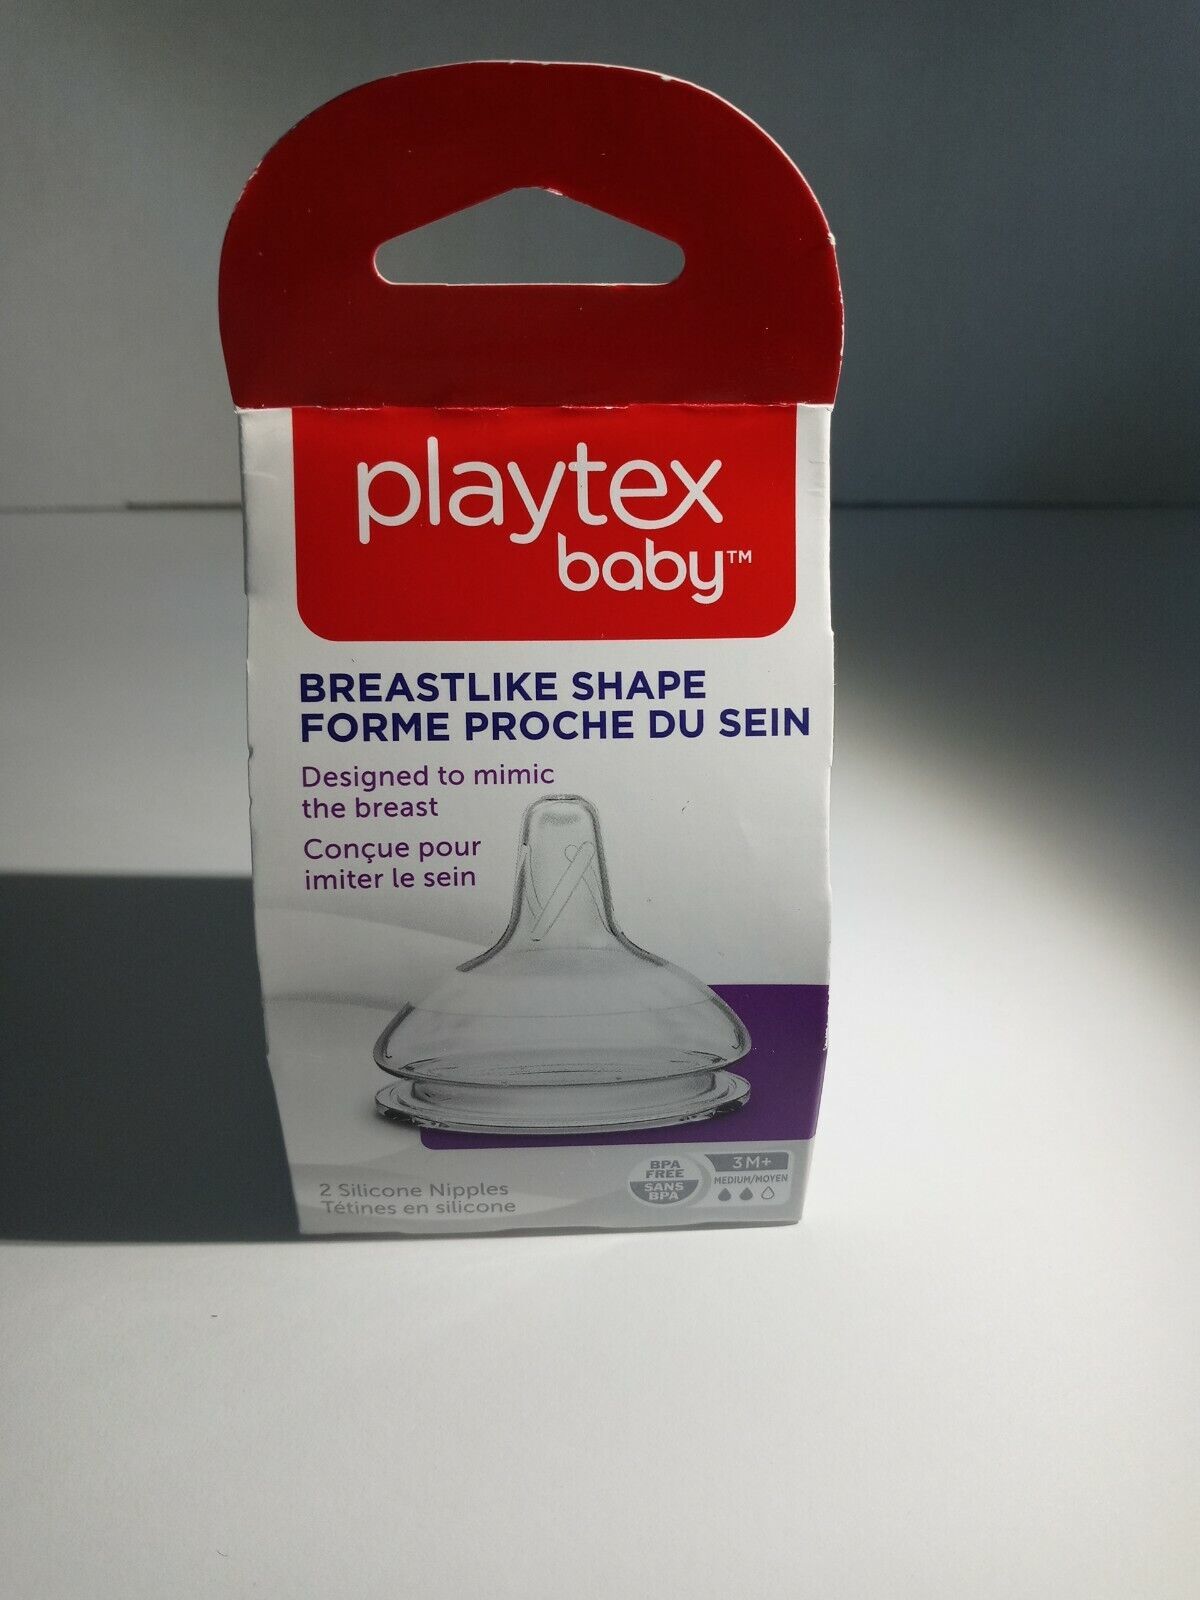 playtex
baby™
BREASTLIKE SHAPE
FORME PROCHE DU SEIN
Designed to mimic
the breast
Conçue pour
imiter le sein
2 Silicone Nipples
Tétines en silicone
BPA
FREE
SANS
BPA
3M+
MEDIUM/MOYEN